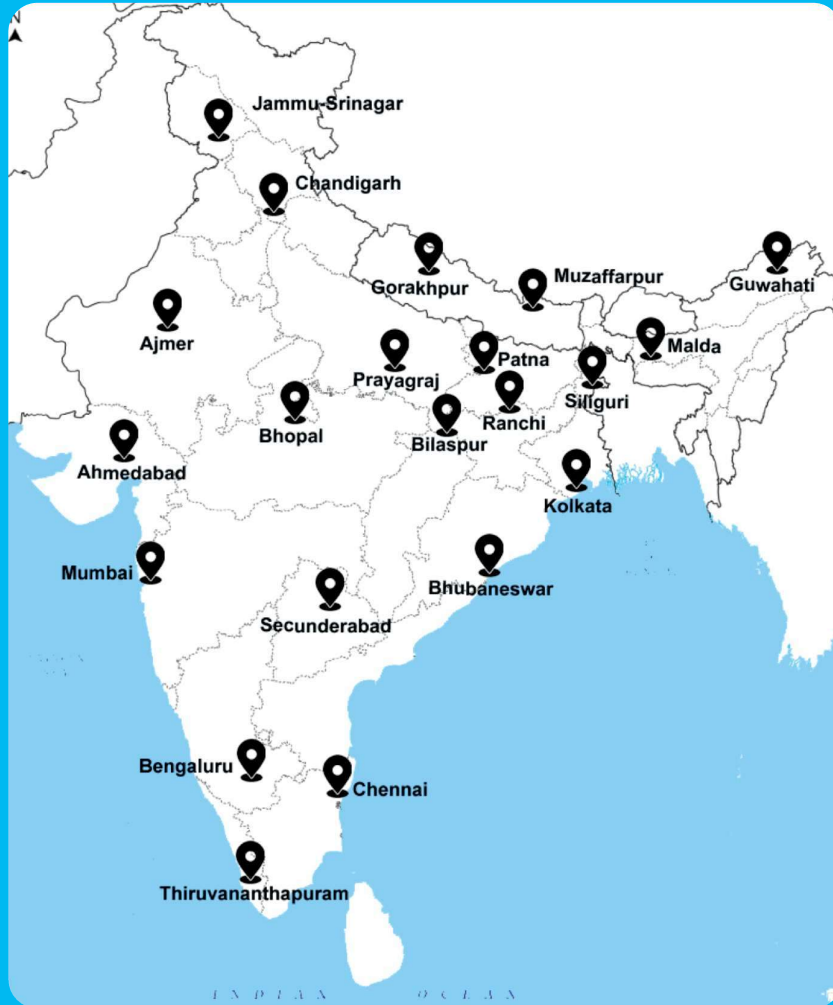 N
Jammu-Srinagar
Chandigarh
Gorakhpur
Muzaffarpur
Guwahati
Ajmer
Prayagraj
Patna
Malda
Siliguri
Ranchi
Bhopal
Bilaspur
Ahmedabad
Kolkata
Mumbai
Bhubaneswar
Secunderabad
Bengaluru
Chennai
Thiruvananthapuram
INDIAN OCEAN